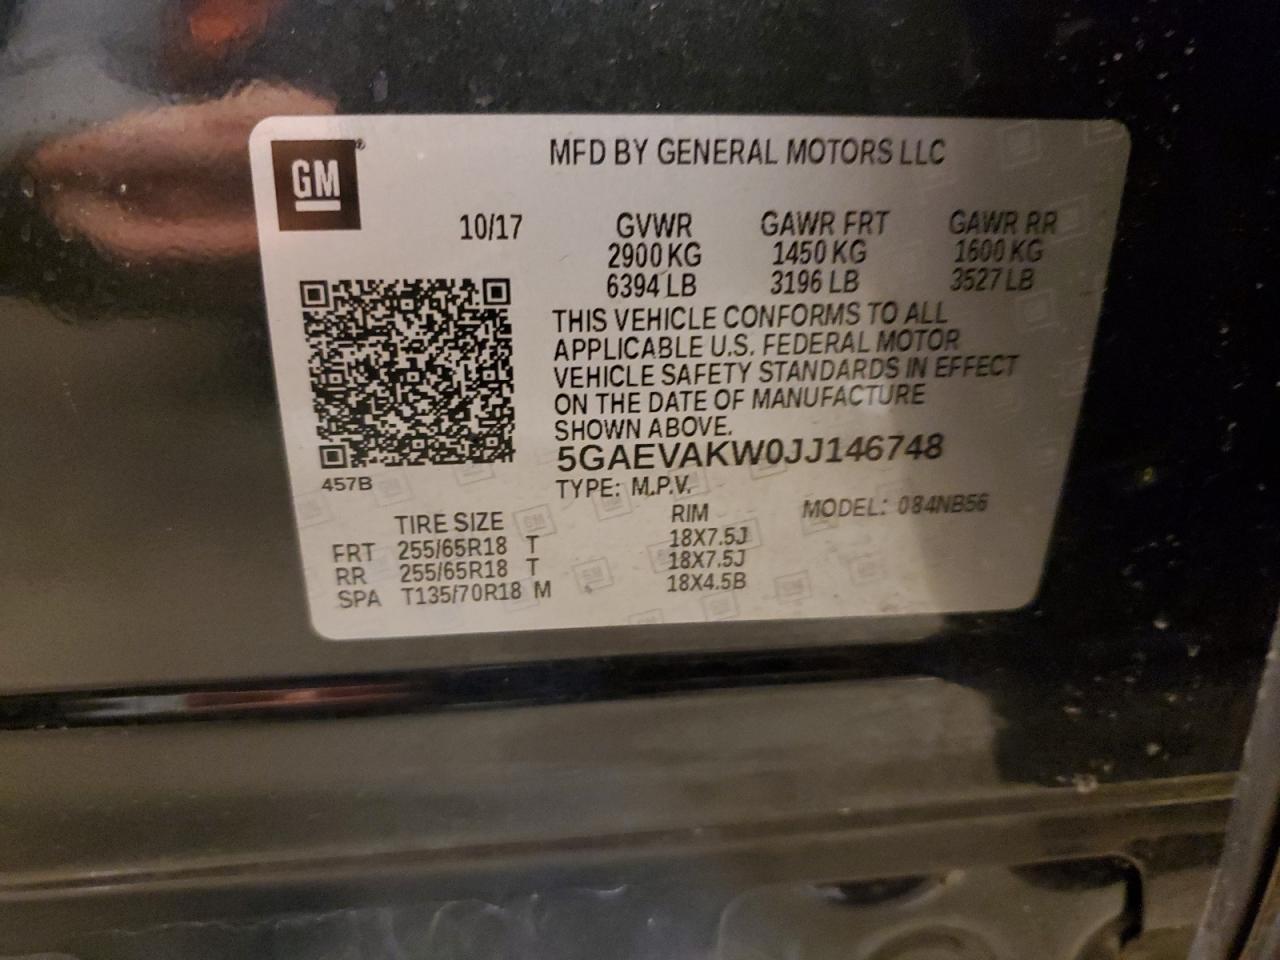 GM®
MFD BY GENERAL MOTORS LLC
10/17 GVWR GAWR FRT GAWR RR
2900 KG 1450 KG 1600 KG
6394 LB 3196 LB 3527 LB
THIS VEHICLE CONFORMS TO ALL
APPLICABLE U.S. FEDERAL MOTOR
VEHICLE SAFETY STANDARDS IN EFFECT
ON THE DATE OF MANUFACTURE
SHOWN ABOVE.
5GAEVAKW0JJ146748
457B
TYPE: M.P.V.
TIRE SIZE RIM MODEL: 084NB56
FRT 255/65R18 T 18X7.5J
RR 255/65R18 T 18X7.5J
SPA T135/70R18 M 18X4.5B